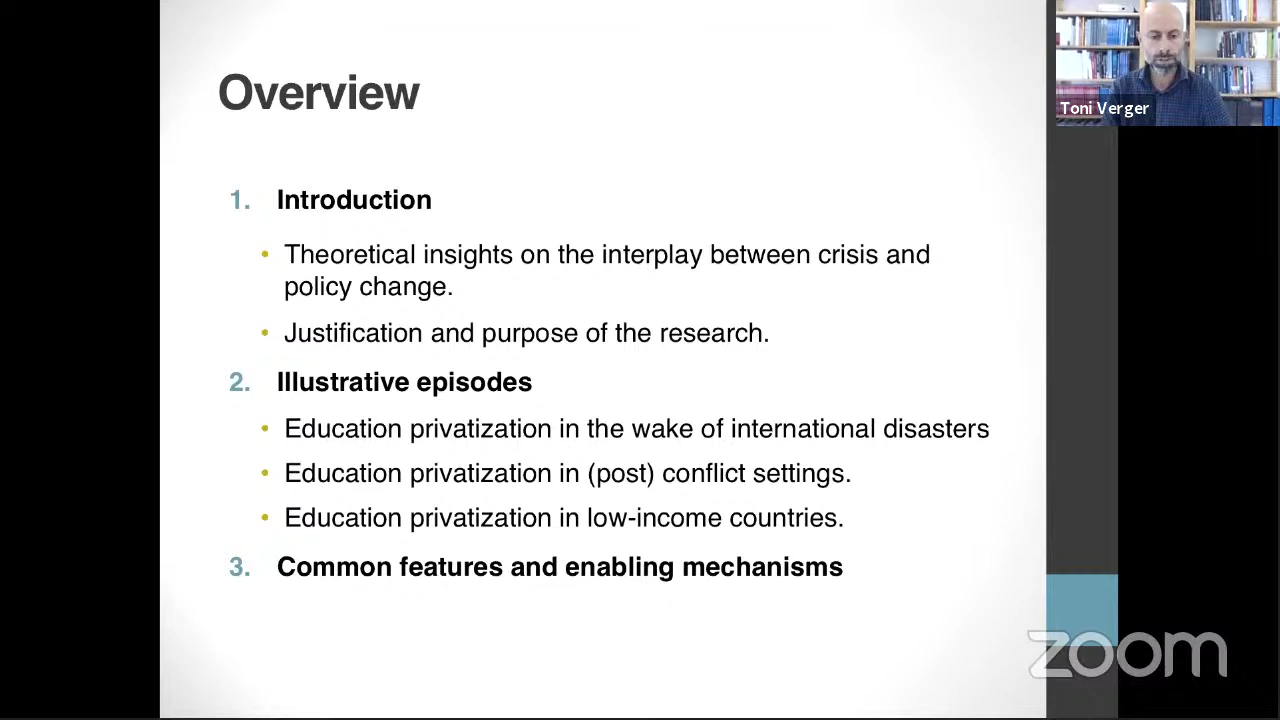 Overview
Toni Verger
1. Introduction
• Theoretical insights on the interplay between crisis and
policy change.
• Justification and purpose of the research.
2. Illustrative episodes
• Education privatization in the wake of international disasters
• Education privatization in (post) conflict settings.
• Education privatization in low-income countries.
3. Common features and enabling mechanisms
zoom